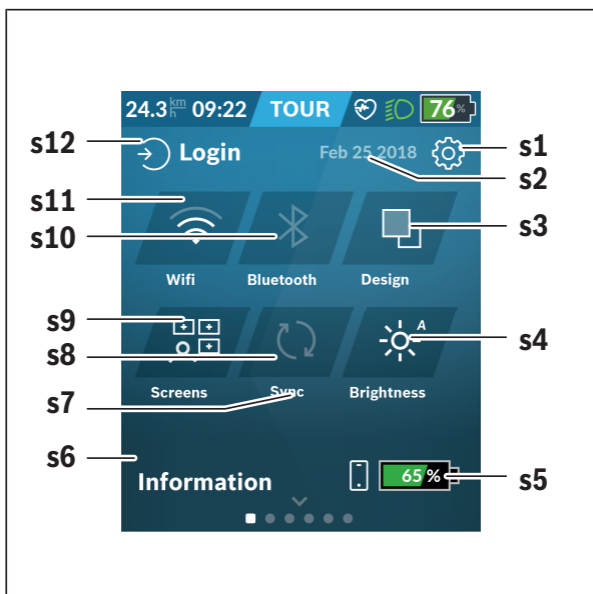 24.3 km/h 09:22 TOUR 76%
s12 Login Feb 25 2018 s1
s2
s11
s10 s3
Wifi Bluetooth Design
s9
s8 A s4
s7 Screens Sync Brightness
s6
Information 65% s5